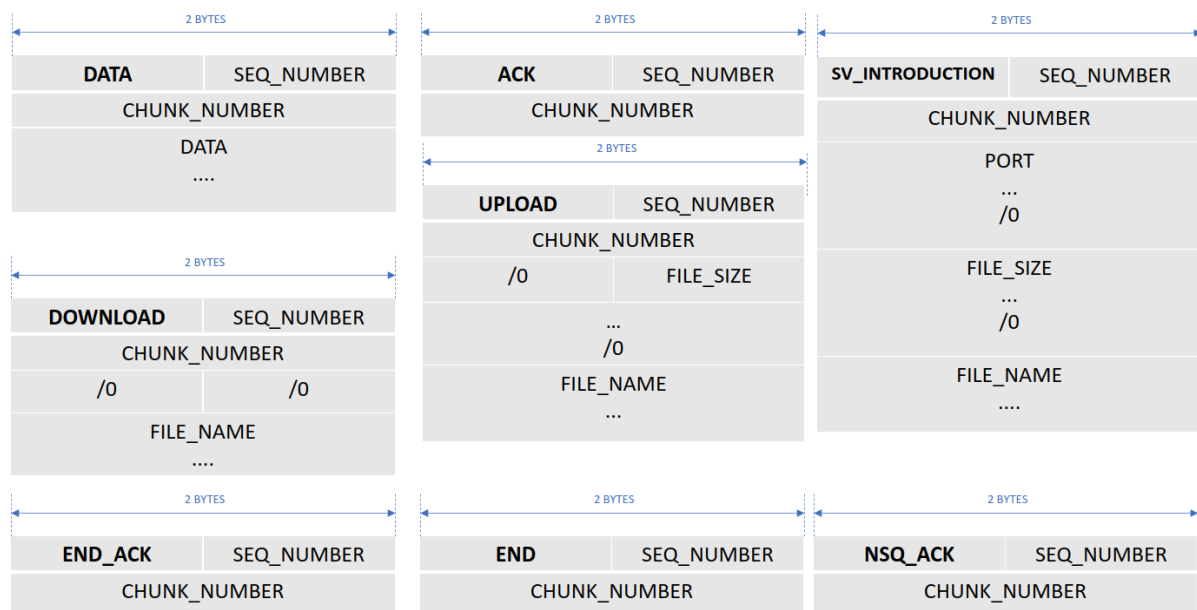 2 BYTES
DATA SEQ_NUMBER
CHUNK_NUMBER
DATA
....
2 BYTES
ACK SEQ_NUMBER
CHUNK_NUMBER
2 BYTES
UPLOAD SEQ_NUMBER
CHUNK_NUMBER
/0 FILE_SIZE
...
/0
FILE_NAME
...
2 BYTES
SV_INTRODUCTION SEQ_NUMBER
CHUNK_NUMBER
PORT
...
/0
FILE_SIZE
...
/0
FILE_NAME
....
2 BYTES
DOWNLOAD SEQ_NUMBER
CHUNK_NUMBER
/0 /0
FILE_NAME
....
2 BYTES
END_ACK SEQ_NUMBER
CHUNK_NUMBER
2 BYTES
END SEQ_NUMBER
CHUNK_NUMBER
2 BYTES
NSQ_ACK SEQ_NUMBER
CHUNK_NUMBER